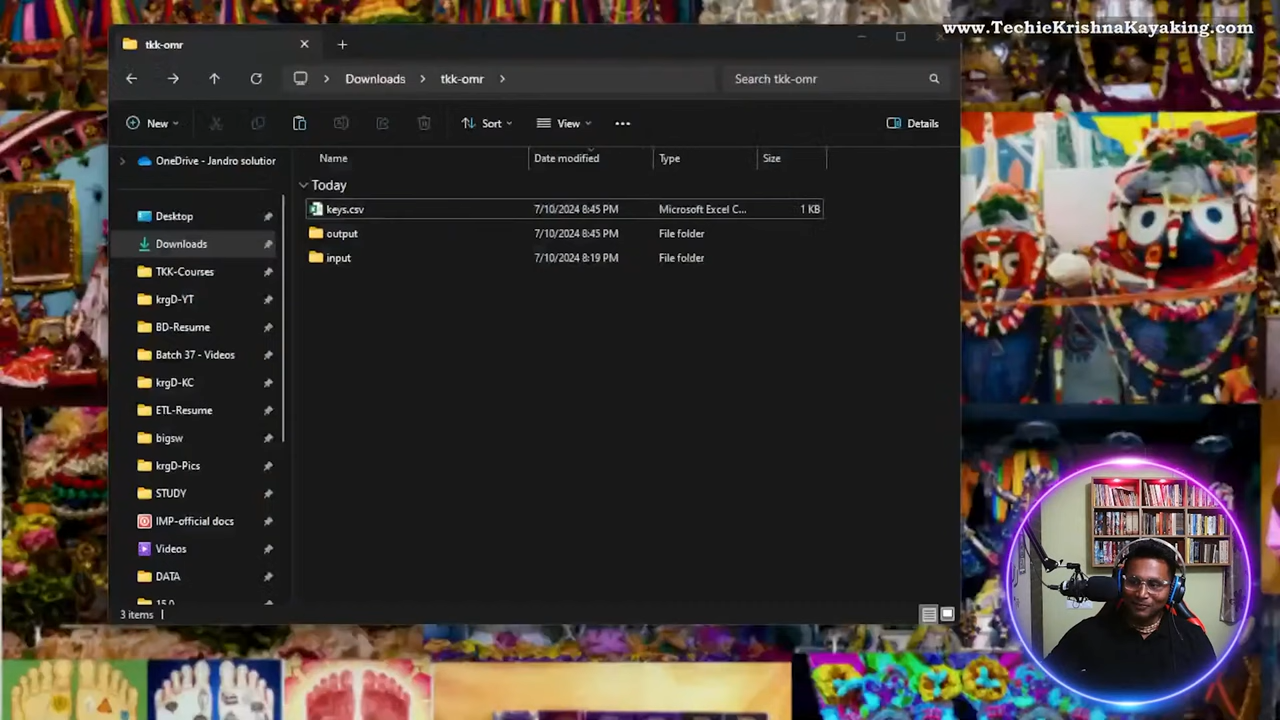 www.TechieKrishnaKayaking.com
tkk-omr
Downloads
tkk-omr
Search tkk-omr
New
Sort
View
Details
OneDrive - Jandro solution
Desktop
Downloads
TKK-Courses
krgD-YT
BD-Resume
Batch 37 - Videos
krgD-KC
ETL-Resume
bigsw
krgD-Pics
STUDY
IMP-official docs
Videos
DATA
15.0
Name Date modified Type Size
Today
keys.csv 7/10/2024 8:45 PM Microsoft Excel C... 1 KB
output 7/10/2024 8:45 PM File folder
input 7/10/2024 8:19 PM File folder
3 items